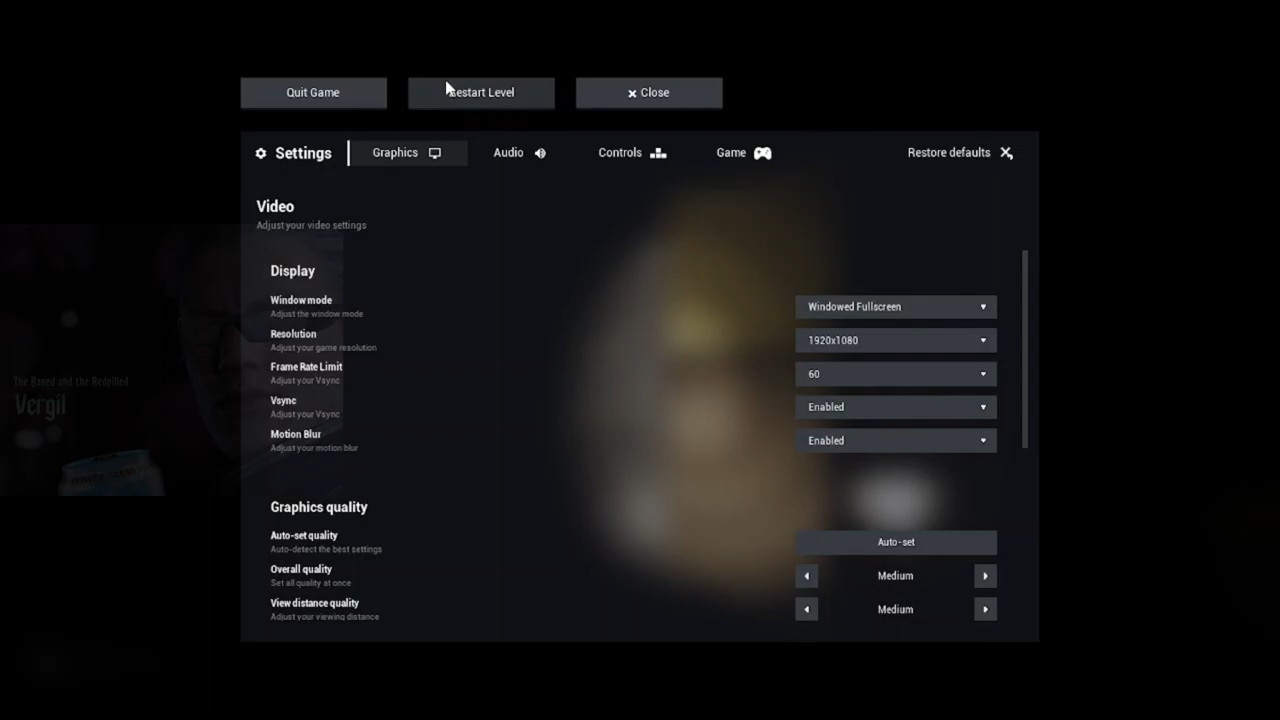 Quit Game
Restart Level
Close
Settings
Graphics
Audio
Controls
Game
Restore defaults
Video
Adjust your video settings
Display
Window mode
Adjust the window mode
Windowed Fullscreen
Resolution
Adjust your game resolution
1920x1080
Frame Rate Limit
Adjust your Vsync
60
Vsync
Adjust your Vsync
Enabled
The Based and the Redpilled
Vergil
Motion Blur
Adjust your motion blur
Enabled
Graphics quality
Auto-set quality
Auto-detect the best settings
Auto-set
Overall quality
Set all quality at once
Medium
View distance quality
Adjust your viewing distance
Medium